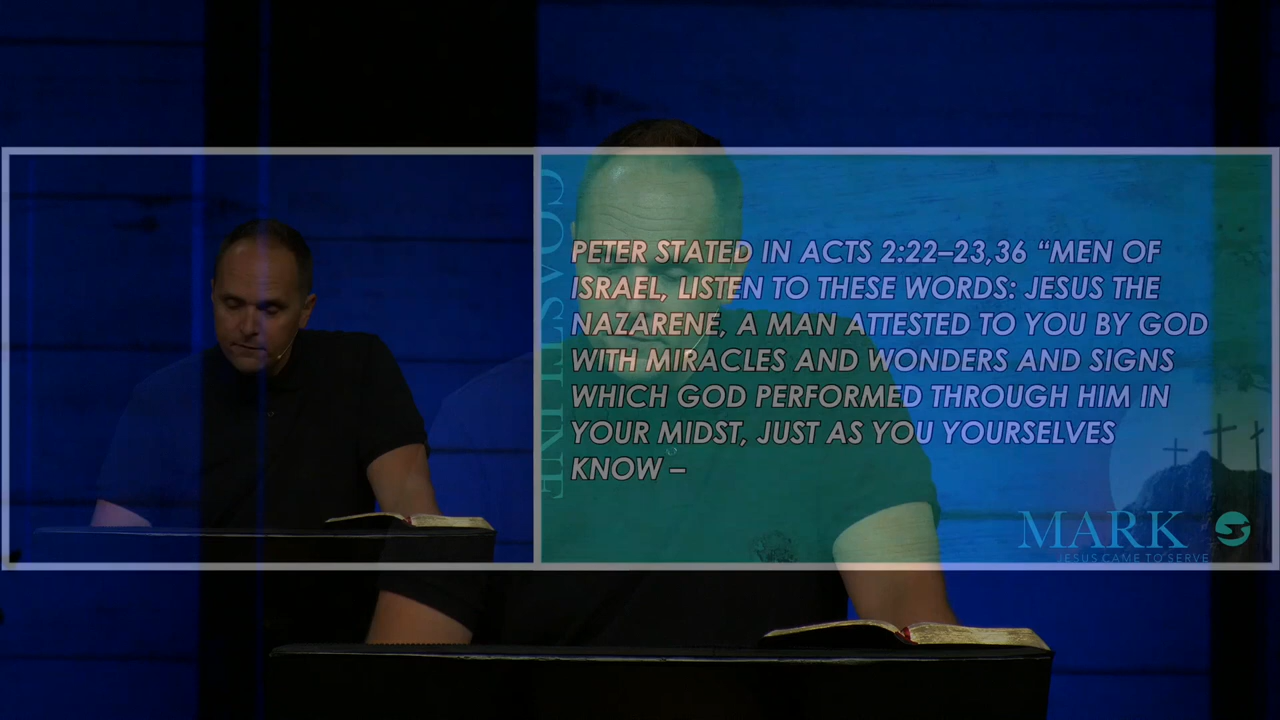 COASTLINE
PETER STATED IN ACTS 2:22–23,36 “MEN OF
ISRAEL, LISTEN TO THESE WORDS: JESUS THE
NAZARENE, A MAN ATTESTED TO YOU BY GOD
WITH MIRACLES AND WONDERS AND SIGNS
WHICH GOD PERFORMED THROUGH HIM IN
YOUR MIDST, JUST AS YOU YOURSELVES
KNOW –
MARK
JESUS CAME TO SERVE